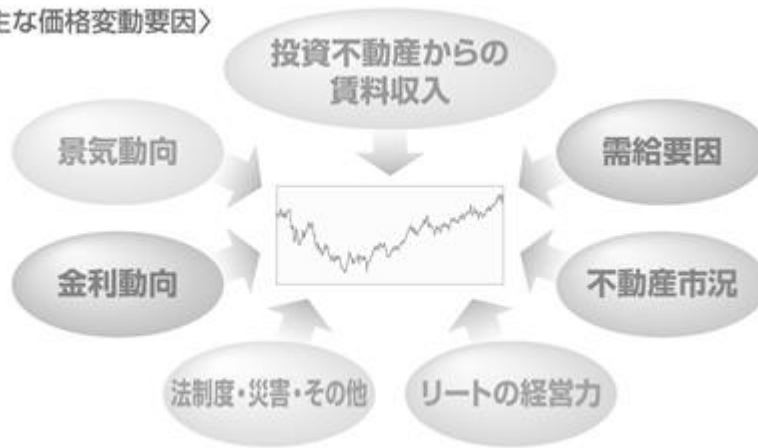 主な価格変動要因〉
投資不動産からの
賃料収入
景気動向
需給要因
金利動向
不動産市況
法制度・災害・その他
リートの経営力